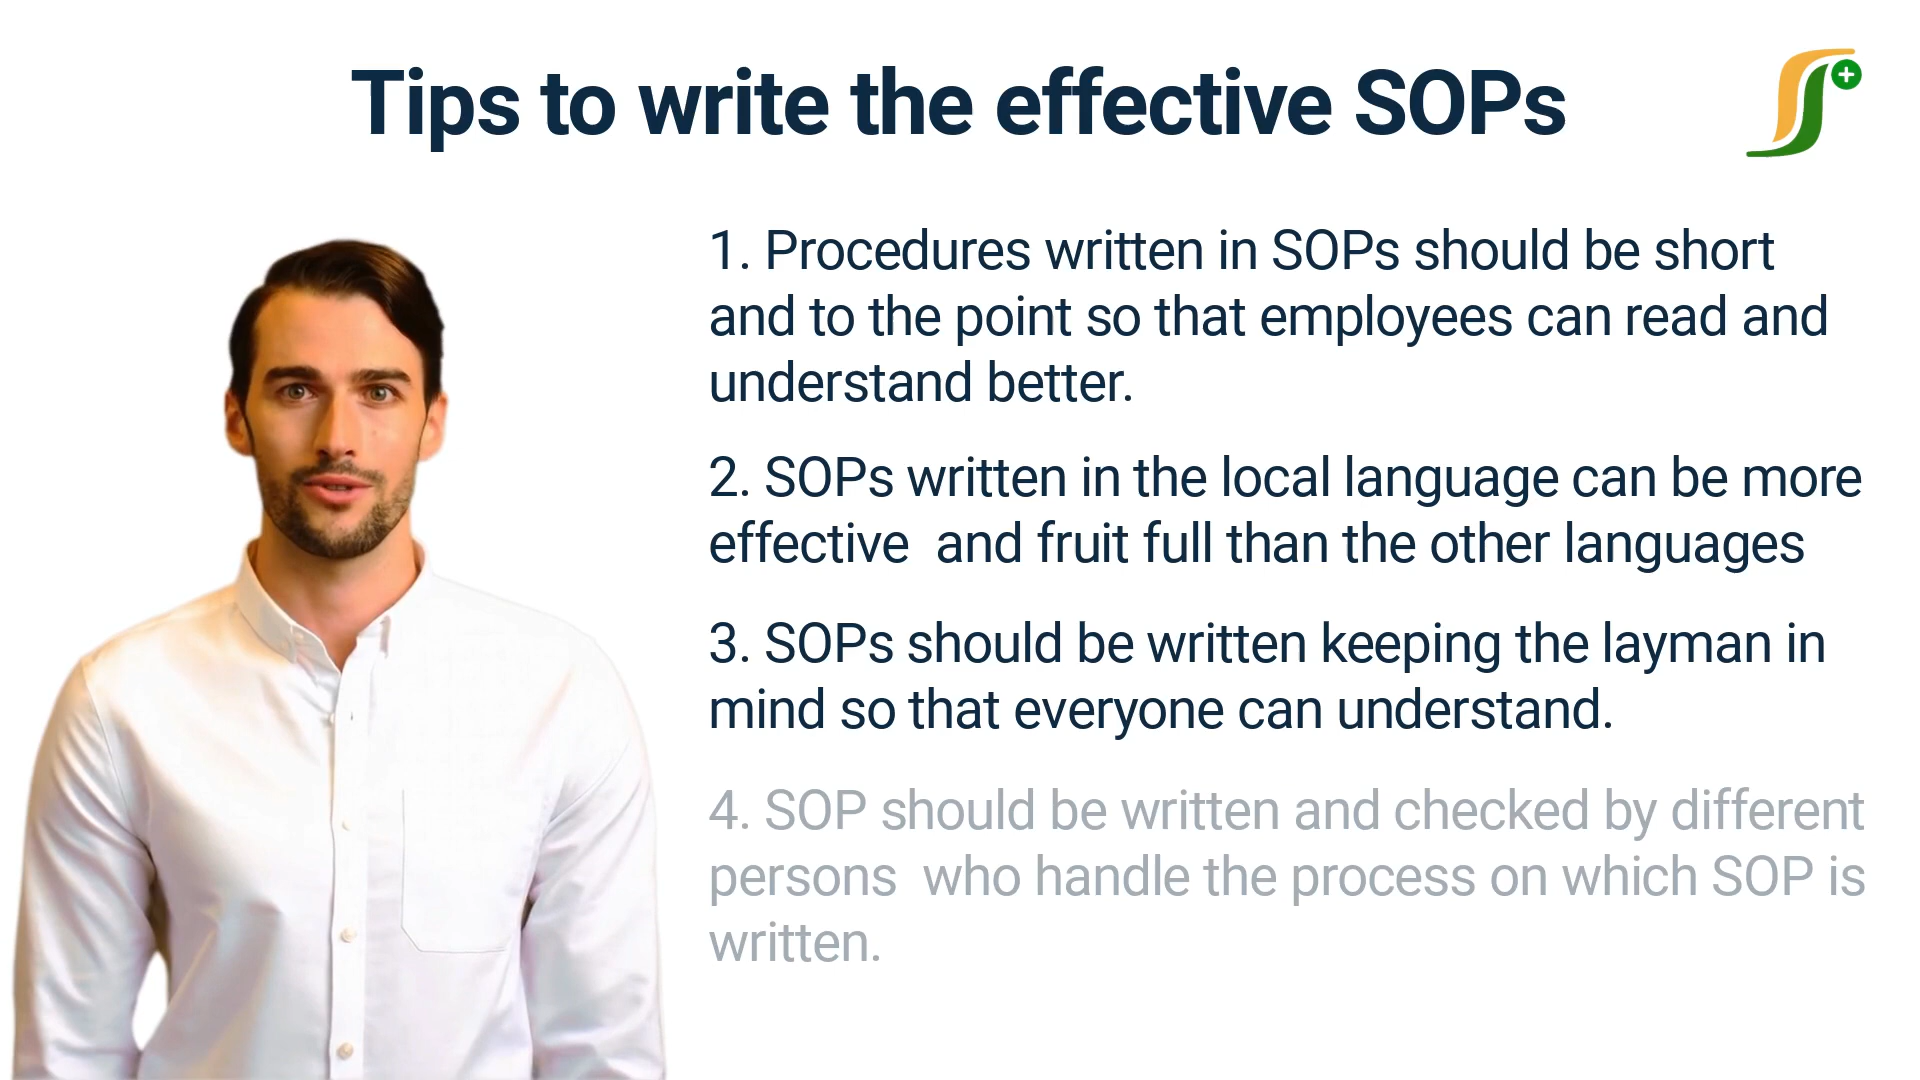 Tips to write the effective SOPs
1. Procedures written in SOPs should be short
and to the point so that employees can read and
understand better.
2. SOPs written in the local language can be more
effective  and fruit full than the other languages
3. SOPs should be written keeping the layman in
mind so that everyone can understand.
4. SOP should be written and checked by different
persons  who handle the process on which SOP is
written.